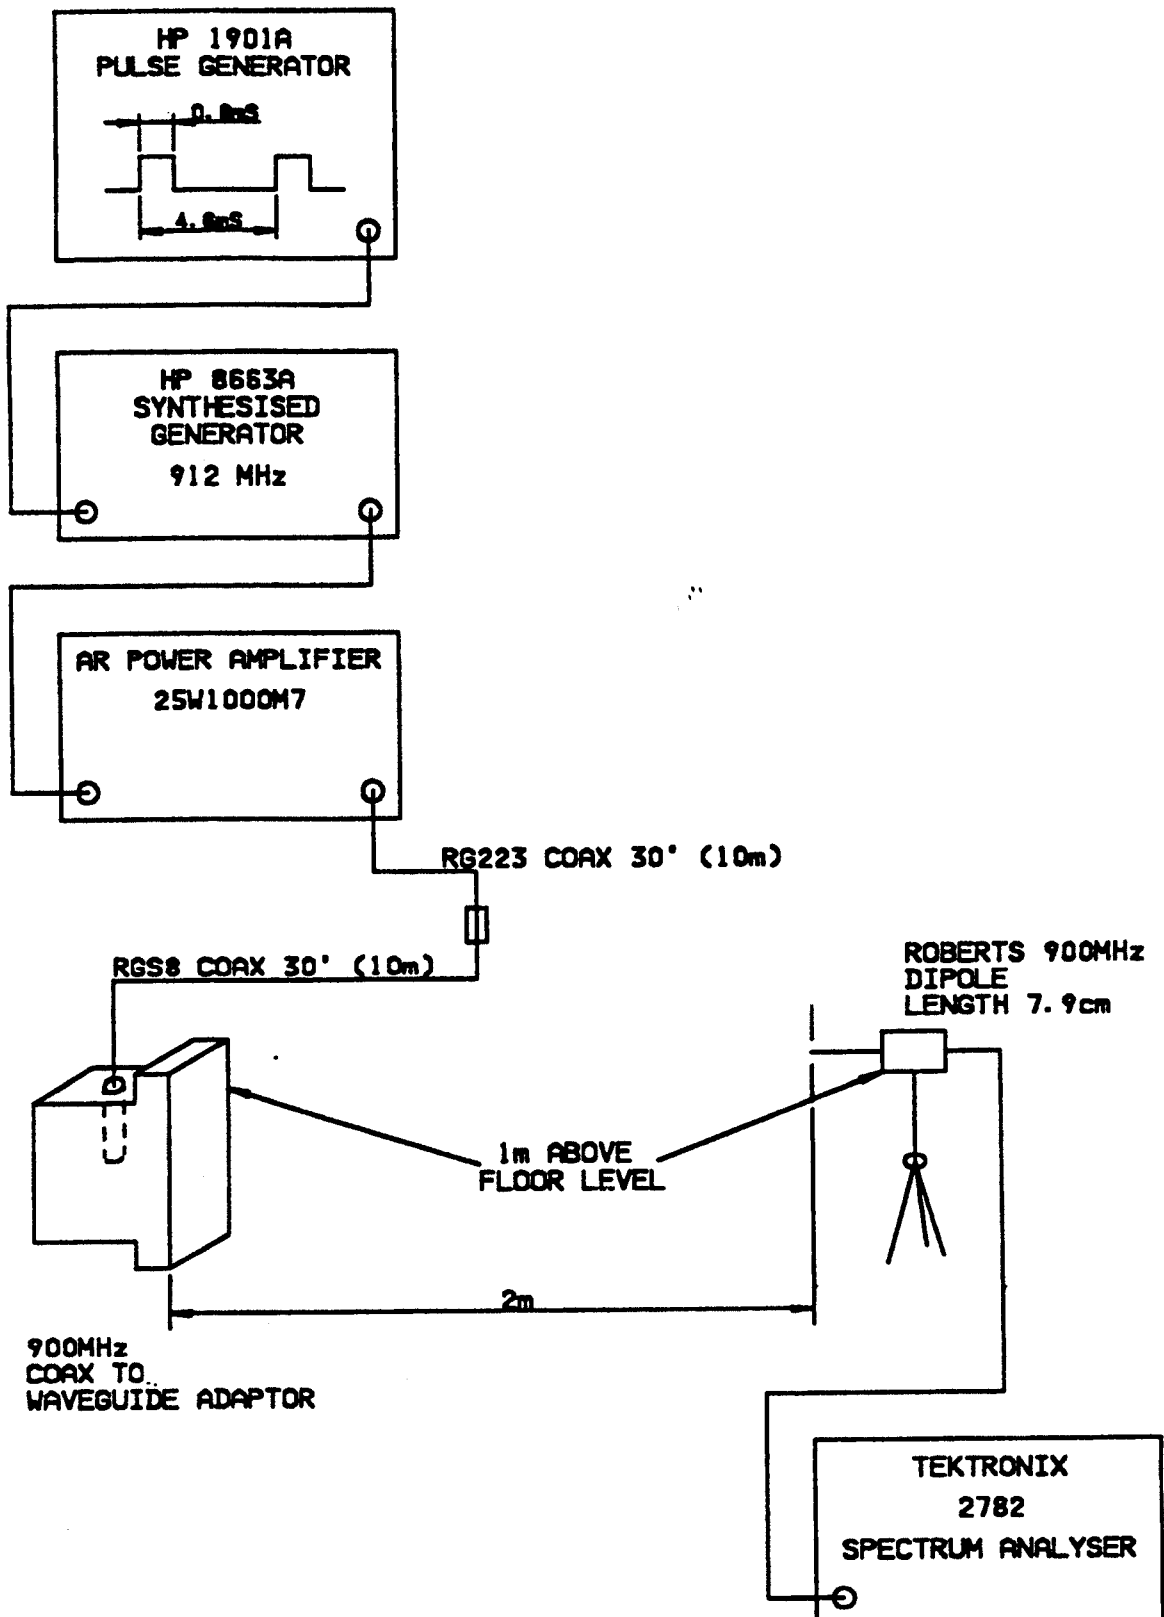 HP 1901A
PULSE GENERATOR
4.6mS
HP 8663A
SYNTHESISED
GENERATOR
912 MHz
AR POWER AMPLIFIER
25W1000M7
RG223 COAX 30' (10m)
RGS8 COAX 30' (10m)
ROBERTS 900MHz
DIPOLE
LENGTH 7.9cm
1m ABOVE
FLOOR LEVEL
2m
900MHz
COAX TO
WAVEGUIDE ADAPTOR
TEKTRONIX
2782
SPECTRUM ANALYSER